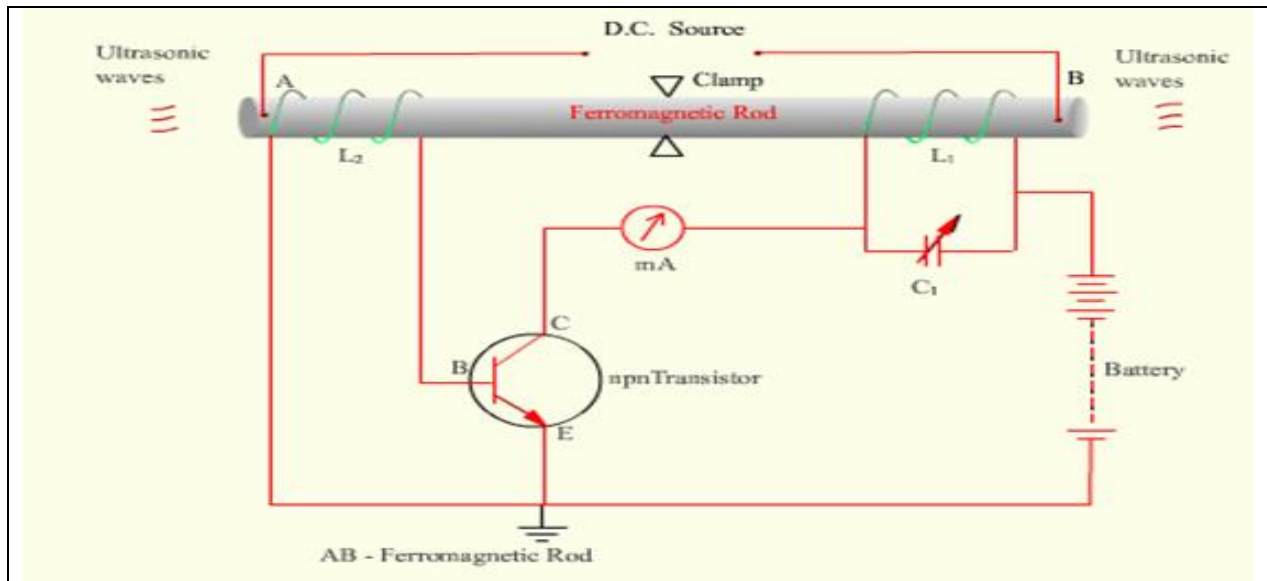 D.C. Source
Ultrasonic
waves
A
Clamp
B
Ultrasonic
waves
Ferromagnetic Rod
L₂
L₁
mA
C₁
C
B
npnTransistor
Battery
E
AB - Ferromagnetic Rod